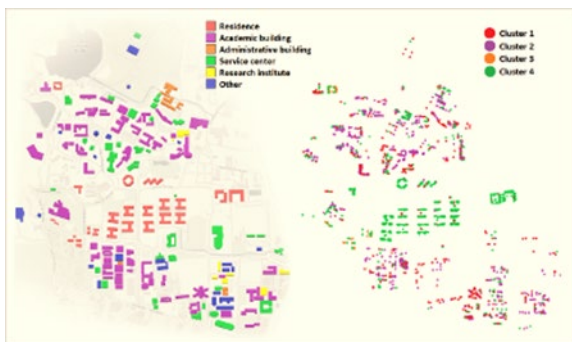 Residence
Academic building
Administrative building
Service center
Research institute
Other
Cluster 1
Cluster 2
Cluster 3
Cluster 4